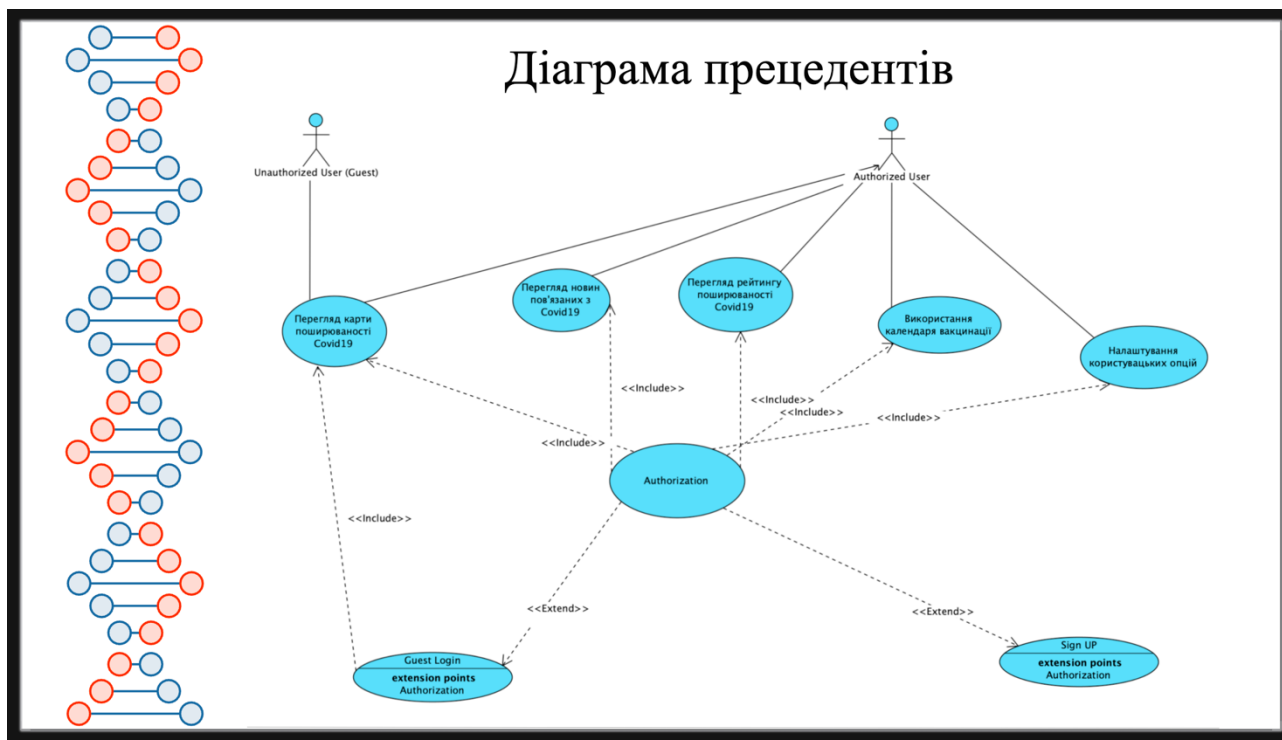 Діаграма прецедентів
Unauthorized User (Guest)
Authorized User
Перегляд карти
поширюваності
Covid19
Перегляд новин
пов'язаних з
Covid19
Перегляд рейтингу
поширюваності
Covid19
Використання
календаря вакцинації
Налаштування
користувацьких опцій
<<Include>>
<<Include>>
<<Include>>
<<Include>>
<<Include>>
Authorization
<<Include>>
<<Extend>>
<<Extend>>
Guest Login
extension points
Authorization
Sign UP
extension points
Authorization